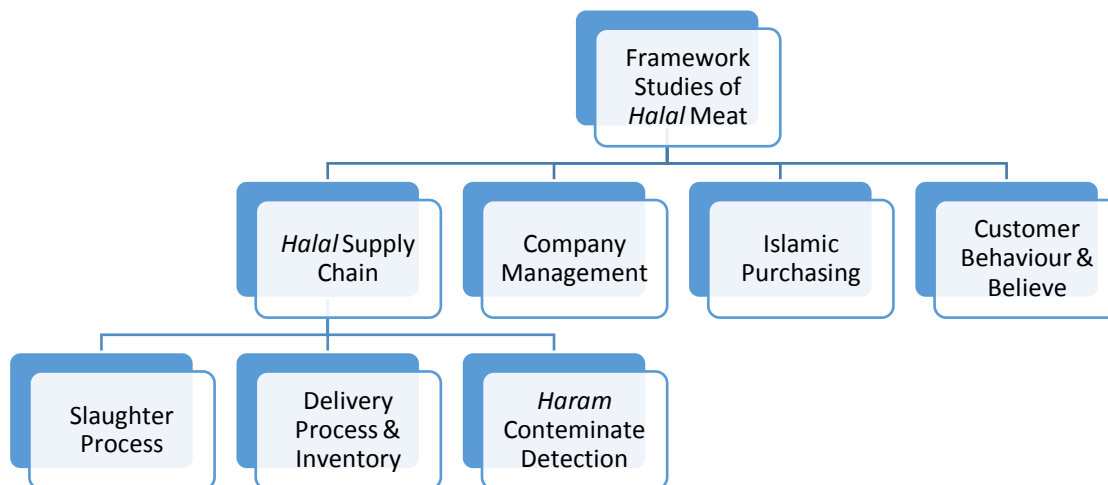 Framework
Studies of
Halal Meat
Halal Supply
Chain
Company
Management
Islamic
Purchasing
Customer
Behaviour &
Believe
Slaughter
Process
Delivery
Process &
Inventory
Haram
Conteminate
Detection